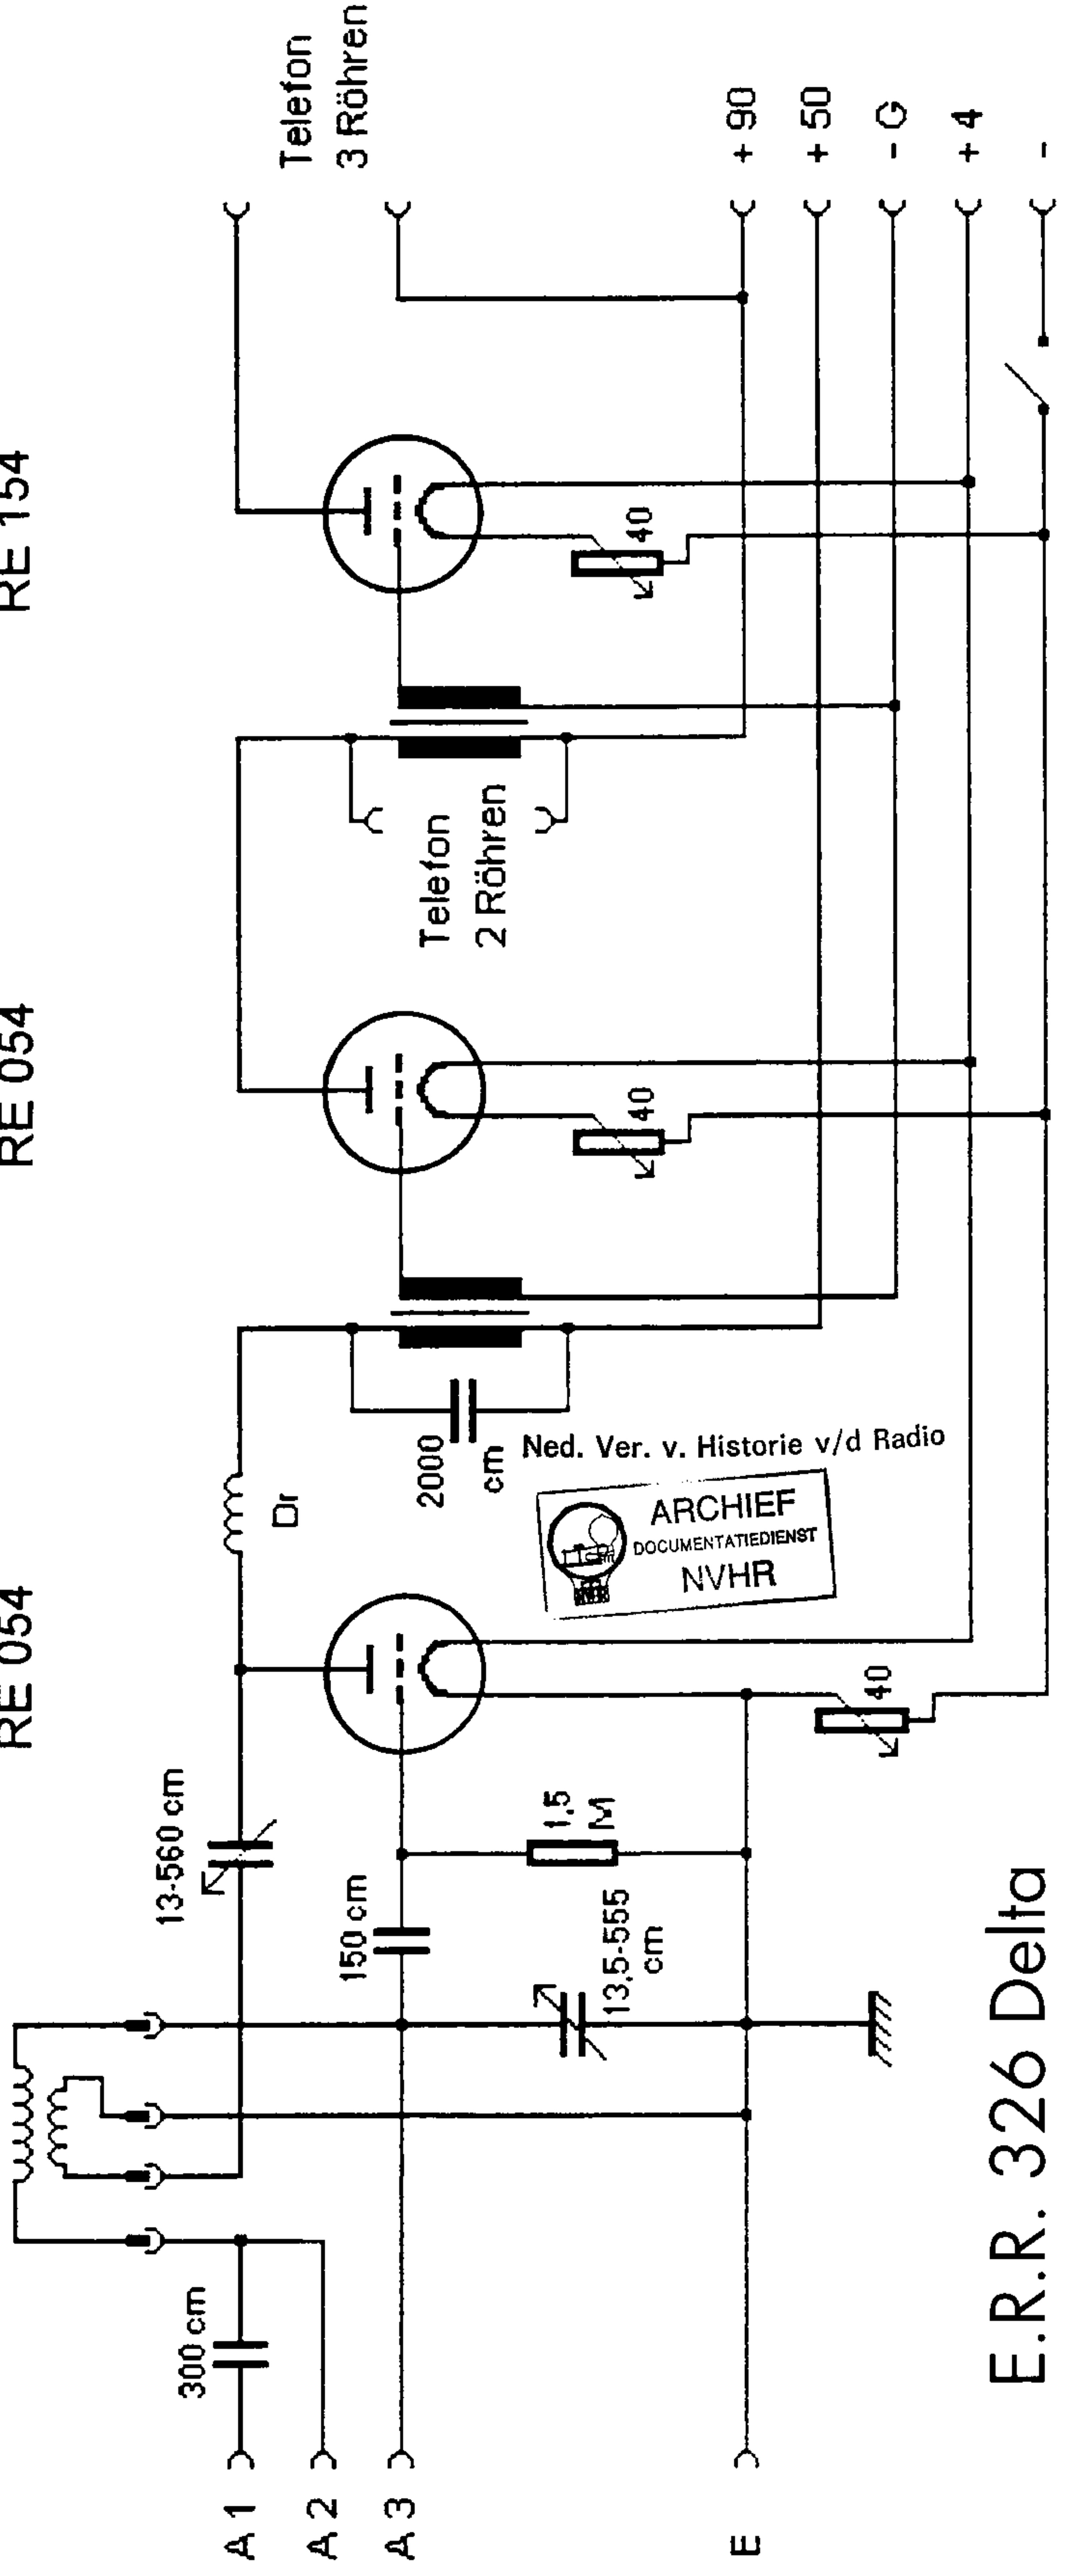 RE 054
RE 054
RE 154
Telefon
3 Röhren
13-560 cm
Dr
300 cm
150 cm
2000
cm
Telefon
2 Röhren
A 1
A 2
A 3
1,5
M
13,5-555
cm
40
40
40
E
+ 90
+ 50
- G
+ 4
-
Ned. Ver. v. Historie v/d Radio
ARCHIEF
DOCUMENTATIEDIENST
NVHR
E.R.R. 326 Delta